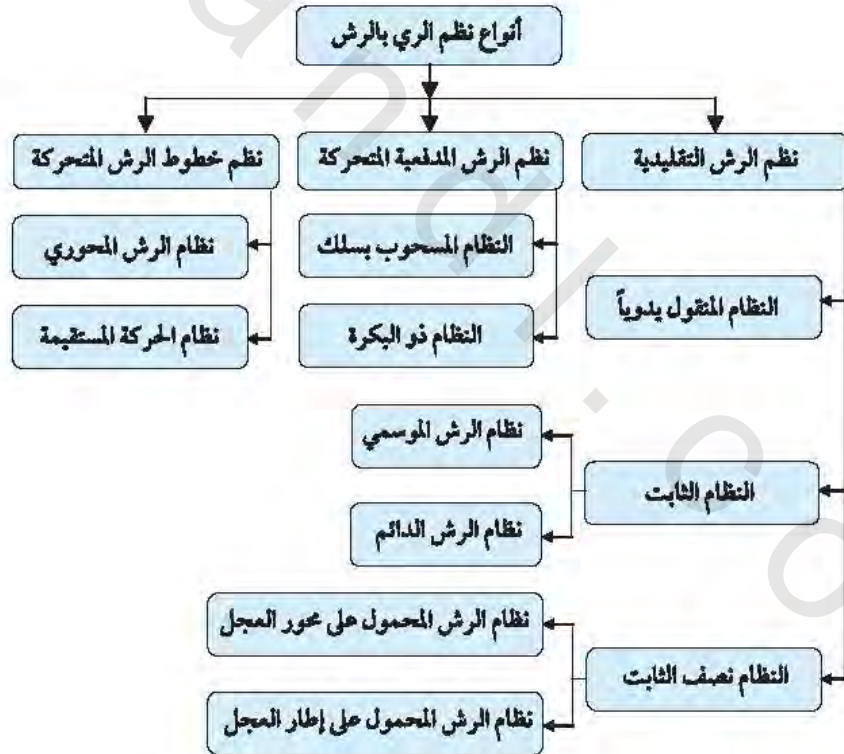 أنواع نظم الري بالرش
نظم الرش التقليدية
نظم الرش المدفعية المتحركة
نظم خطوط الرش المتحركة
النظام المنقول يدوياً
النظام المسحوب بسلك
نظام الرش المحوري
النظام ذو البكرة
نظام الحركة المستقيمة
النظام الثابت
نظام الرش الموسمي
نظام الرش الدائم
النظام نصف الثابت
نظام الرش المحمول على محور العجل
نظام الرش المحمول على إطار العجل